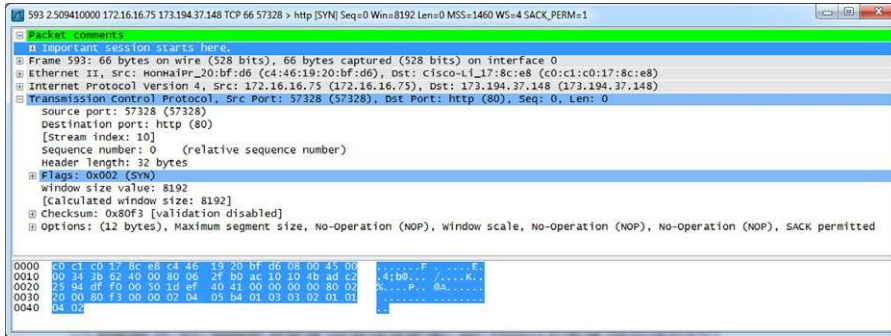 593 2.509410000 172.16.16.75 173.194.37.148 TCP 66 57328 > http [SYN] Seq=0 Win=8192 Len=0 MSS=1460 WS=4 SACK_PERM=1
Packet comments
Important session starts here.
Frame 593: 66 bytes on wire (528 bits), 66 bytes captured (528 bits) on interface 0
Ethernet II, Src: HonHaiPr_20:bf:d6 (c4:46:19:20:bf:d6), Dst: Cisco-Li_17:8c:e8 (c0:c1:c0:17:8c:e8)
Internet Protocol Version 4, Src: 172.16.16.75 (172.16.16.75), Dst: 173.194.37.148 (173.194.37.148)
Transmission Control Protocol, Src Port: 57328 (57328), Dst Port: http (80), Seq: 0, Len: 0
Source port: 57328 (57328)
Destination port: http (80)
[Stream index: 10]
Sequence number: 0 (relative sequence number)
Header length: 32 bytes
Flags: 0x002 (SYN)
Window size value: 8192
[Calculated window size: 8192]
Checksum: 0x80f3 [validation disabled]
Options: (12 bytes), Maximum segment size, No-Operation (NOP), Window scale, No-Operation (NOP), No-Operation (NOP), SACK permitted
0000 c0 c1 c0 17 8c e8 c4 46 19 20 bf d6 08 00 45 00 .......F . ....E.
0010 00 34 3b 62 40 00 80 06 2f b0 ac 10 10 4b ad c2 .4;b@... /....K..
0020 25 94 df f0 00 50 1d ef 40 41 00 00 00 00 80 02 %....P.. @A......
0030 20 00 80 f3 00 00 02 04 05 b4 01 03 03 02 01 01 ....... ........
0040 04 02 ..